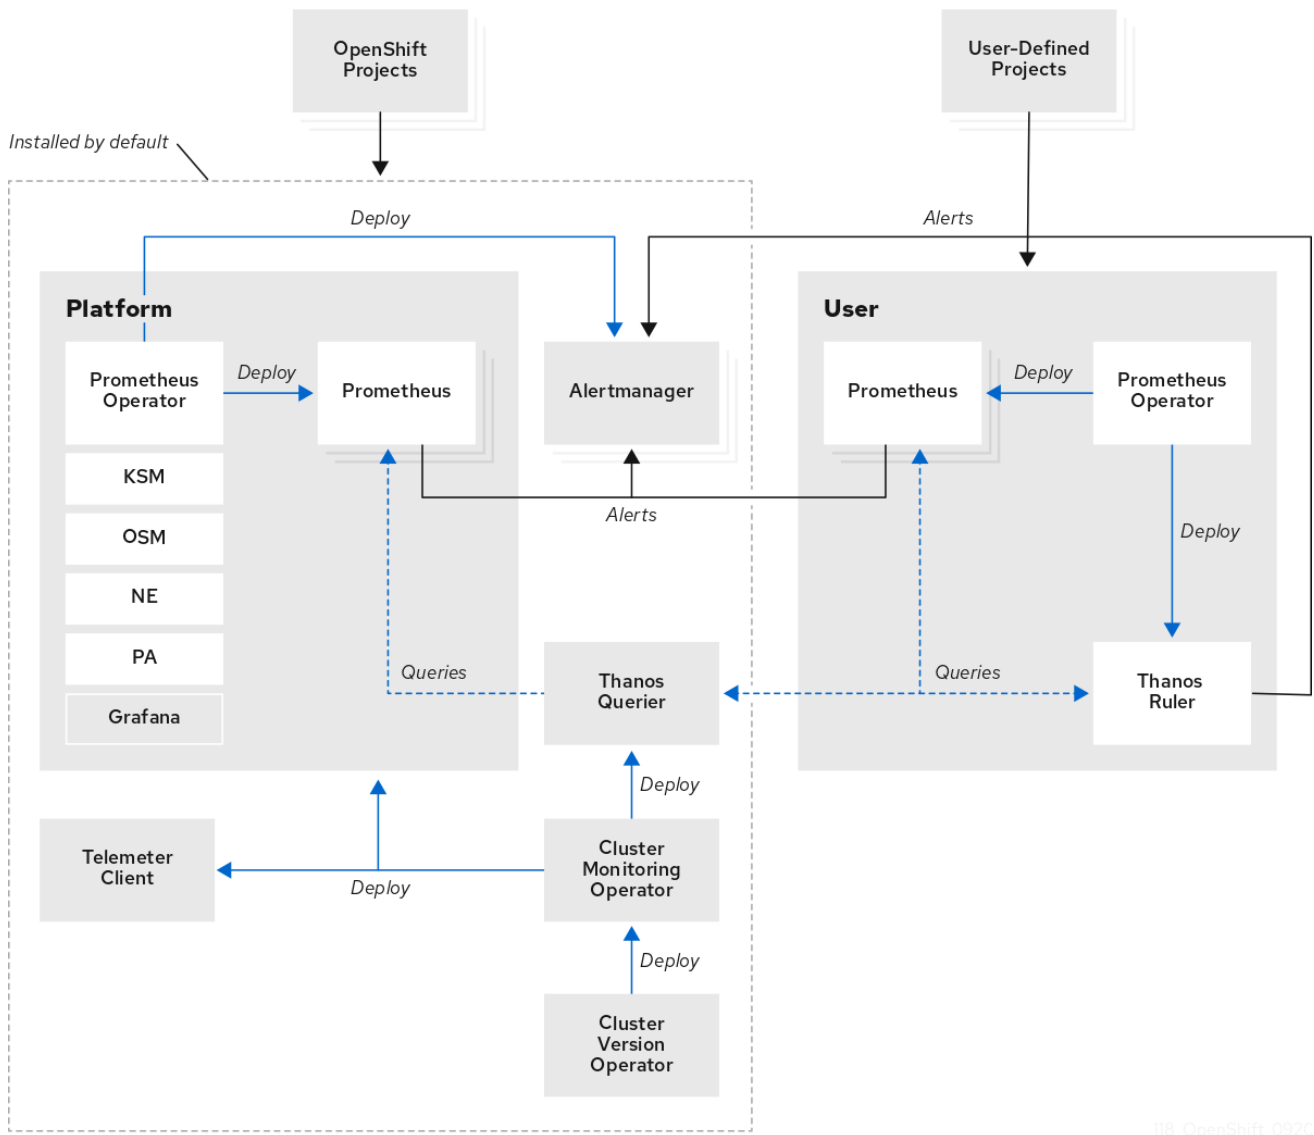 OpenShift
Projects
User-Defined
Projects
Installed by default
Deploy
Alerts
Platform
User
Prometheus
Operator
Deploy
Prometheus
Alertmanager
Prometheus
Deploy
Prometheus
Operator
KSM
Alerts
OSM
Deploy
NE
PA
Queries
Thanos
Querier
Queries
Thanos
Ruler
Grafana
Deploy
Telemeter
Client
Deploy
Cluster
Monitoring
Operator
Deploy
Cluster
Version
Operator
118_OpenShift_0920